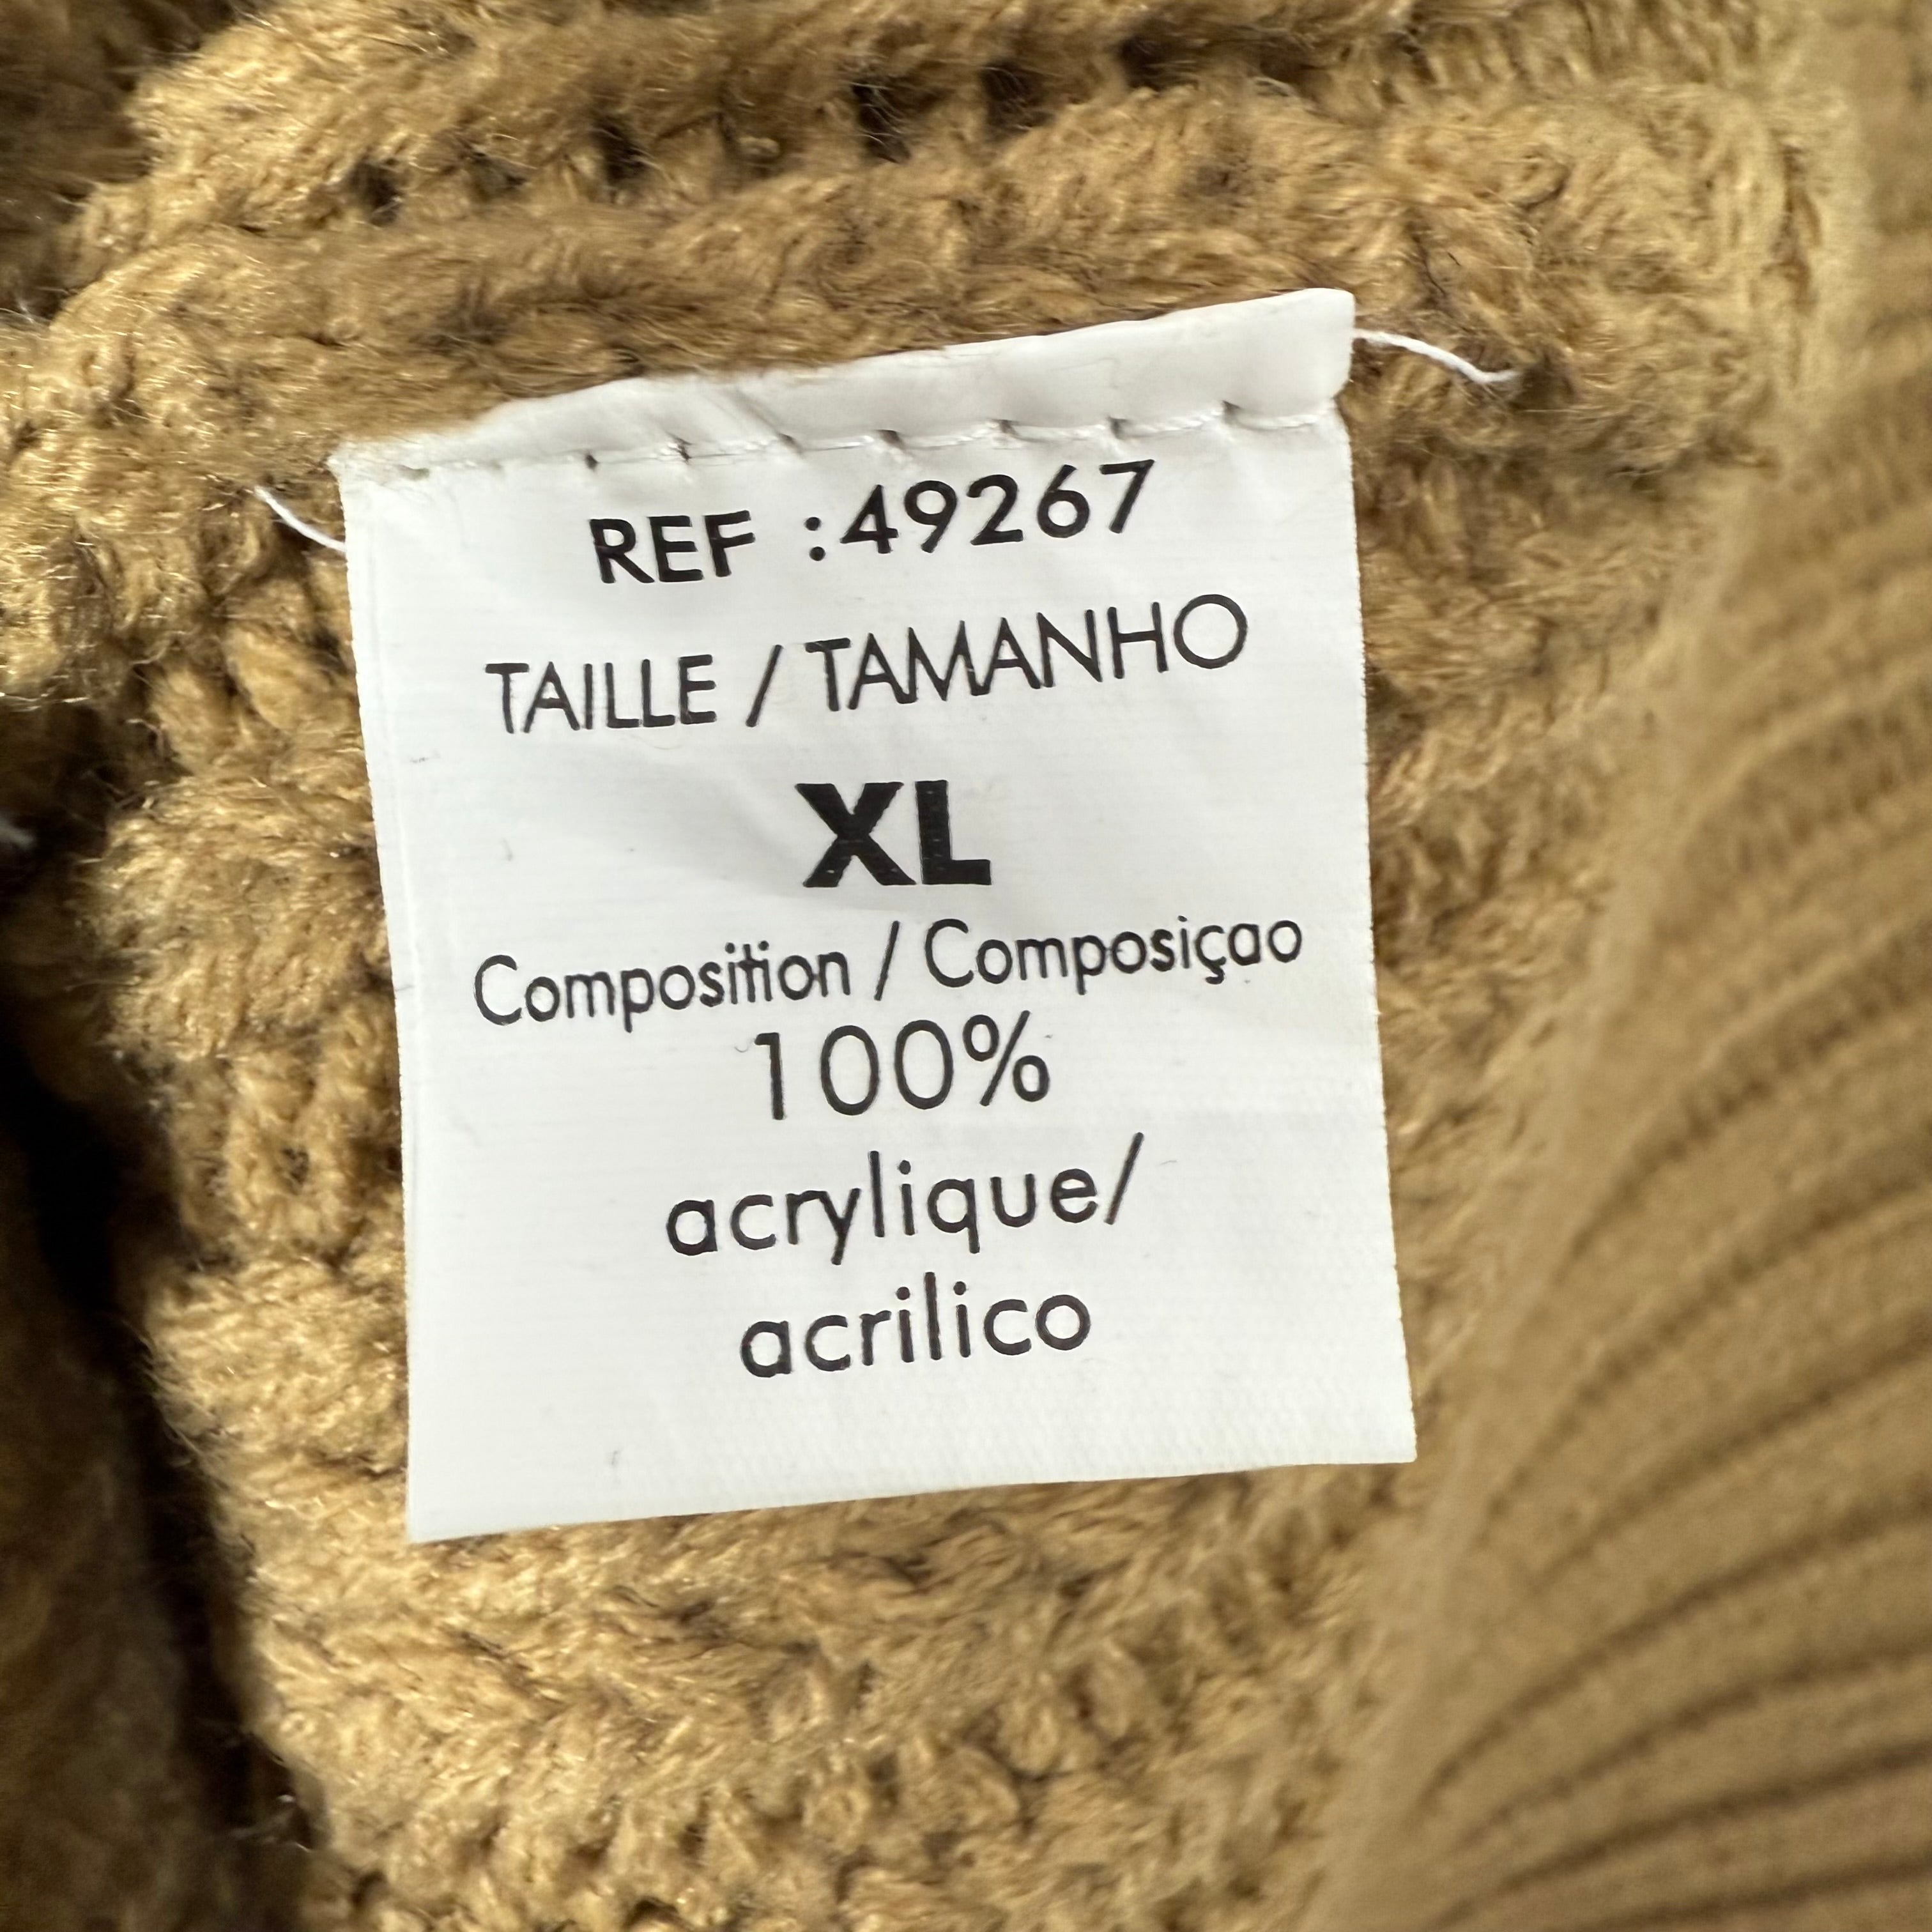 REF :49267
TAILLE / TAMANHO
XL
Composition / Composiçao
100%
acrylique/
acrilico